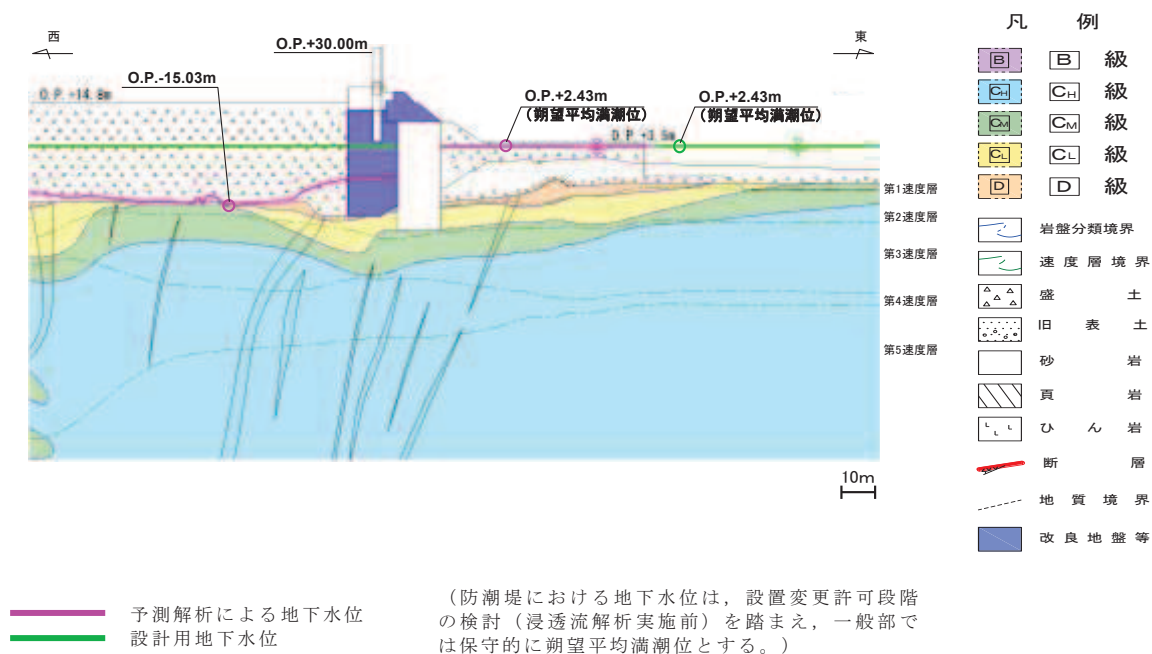 西
O.P.+30.00m
東
O.P.-15.03m
O.P.+14.8m
O.P.+2.43m
(朔望平均満潮位)
O.P.+2.43m
(朔望平均満潮位)
O.P.+3.5m
第1速度層
第2速度層
第3速度層
第4速度層
第5速度層
10m
凡 例
B B 級
CH CH 級
CM CM 級
CL CL 級
D D 級
岩盤分類境界
速度層境界
盛土
旧表土
砂岩
頁岩
ひん岩
断層
地質境界
改良地盤等
予測解析による地下水位
設計用地下水位
(防潮堤における地下水位は,設置変更許可段階
の検討(浸透流解析実施前)を踏まえ,一般部で
は保守的に朔望平均満潮位とする。)